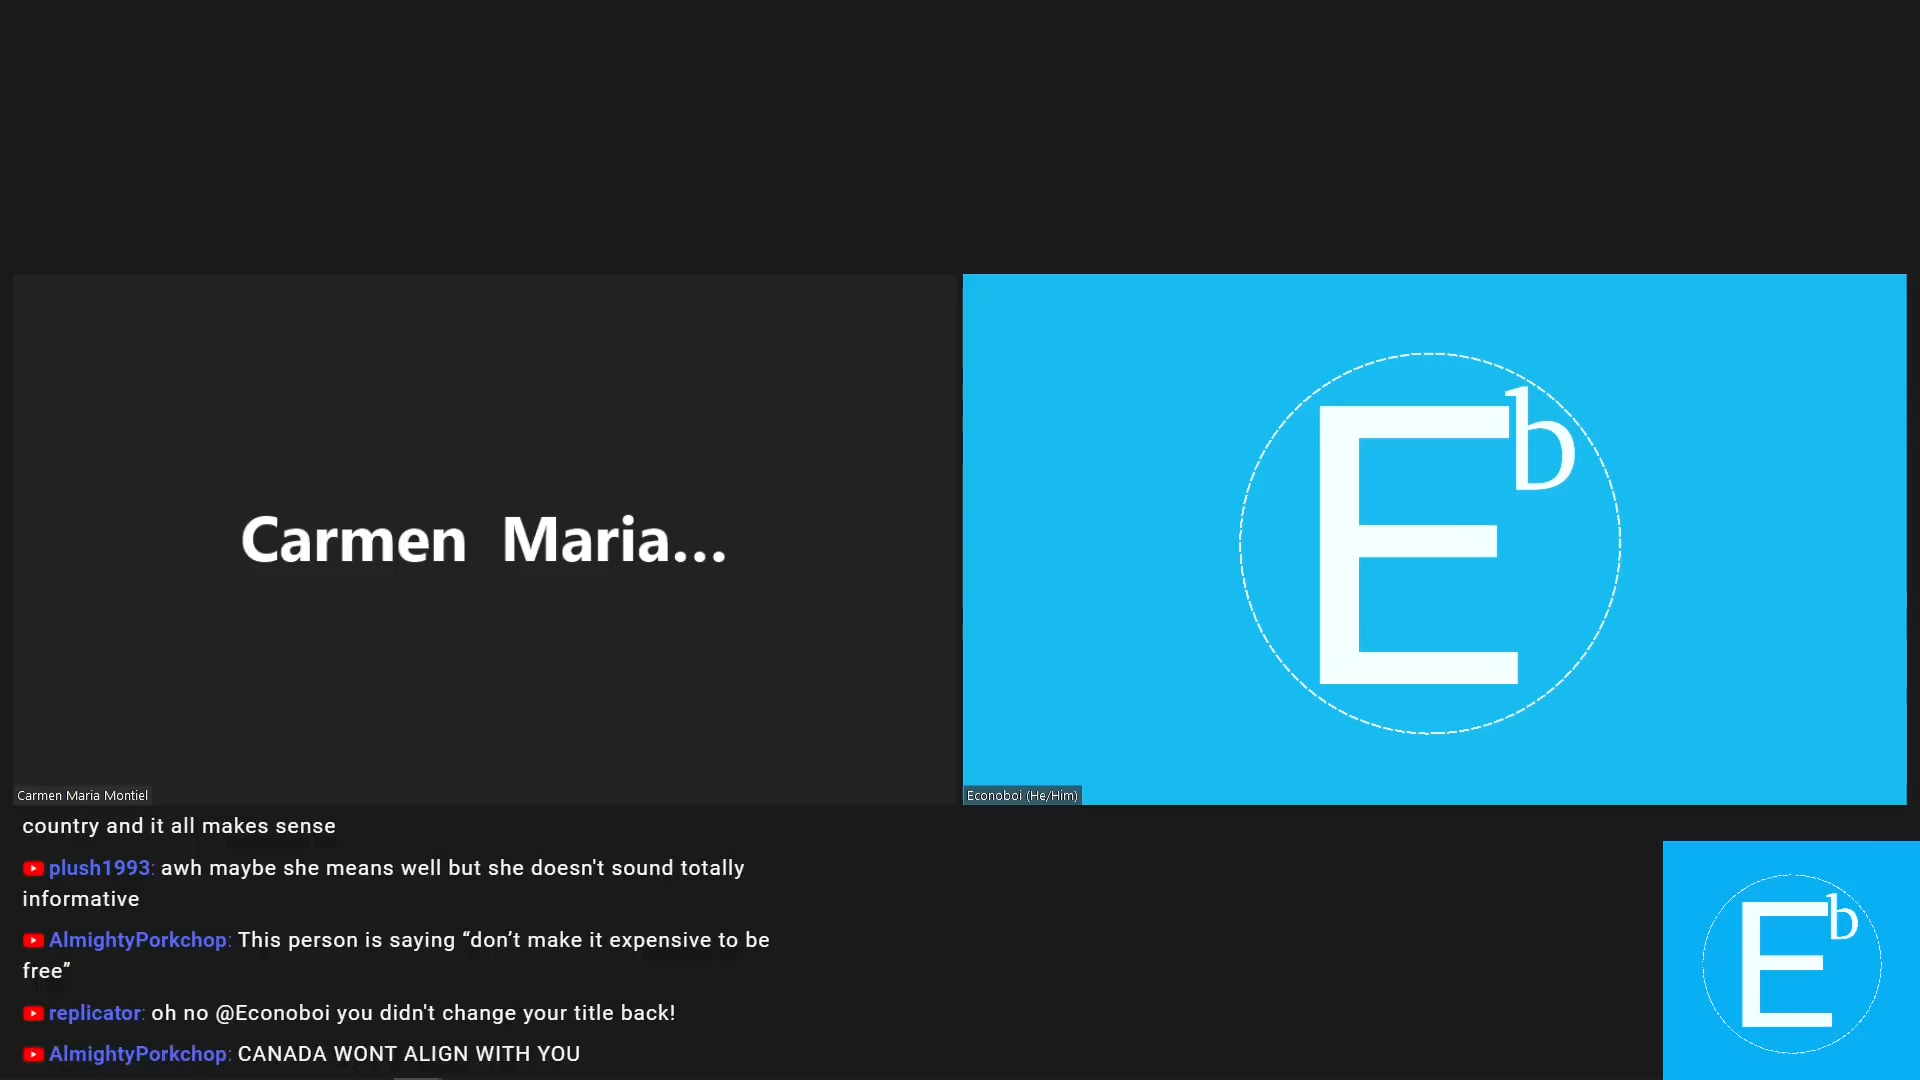 Carmen Maria...
E b
Carmen Maria Montiel
Econoboi (He/Him)
country and it all makes sense
plush1993: awh maybe she means well but she doesn't sound totally
informative
AlmightyPorkchop: This person is saying “don’t make it expensive to be
free”
replicator: oh no @Econoboi you didn't change your title back!
AlmightyPorkchop: CANADA WONT ALIGN WITH YOU
E b